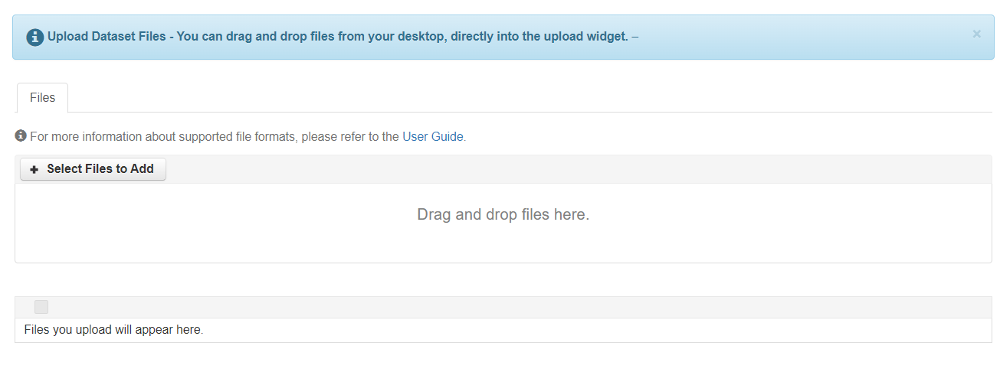 Upload Dataset Files - You can drag and drop files from your desktop, directly into the upload widget. –
×
Files
For more information about supported file formats, please refer to the User Guide.
+ Select Files to Add
Drag and drop files here.
Files you upload will appear here.